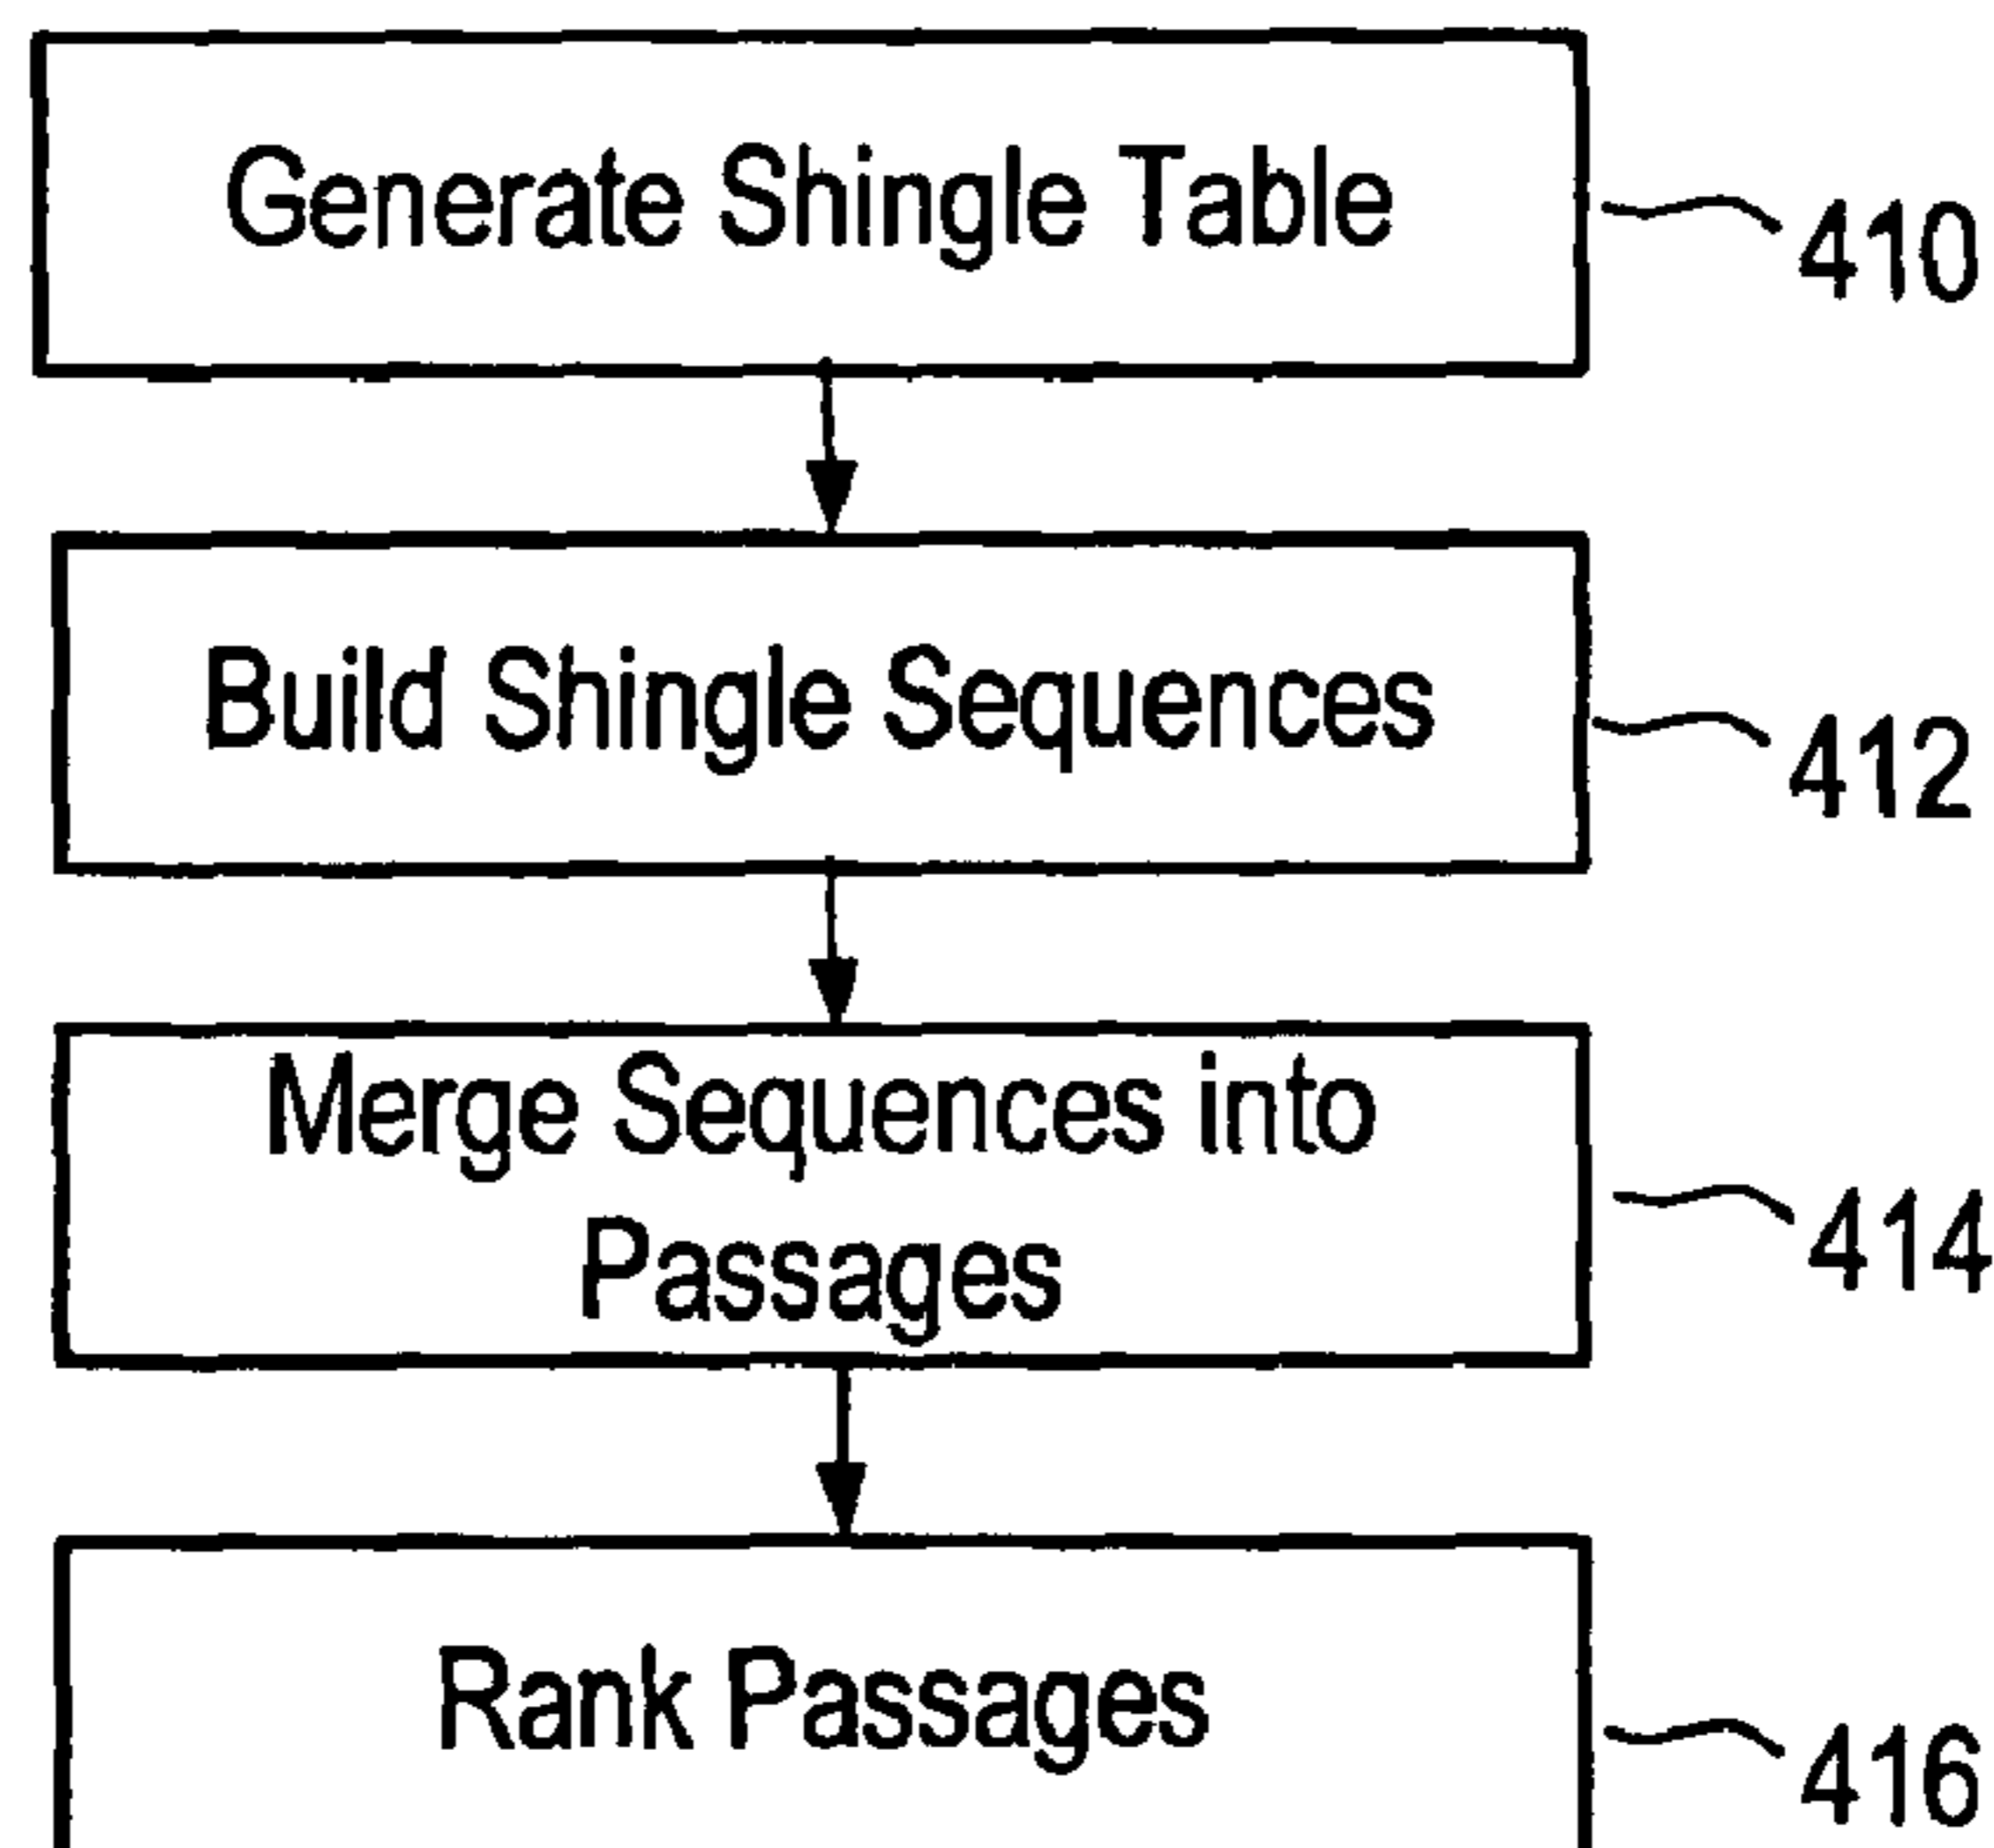 Generate Shingle Table
410
Build Shingle Sequences
412
Merge Sequences into
Passages
414
Rank Passages
416